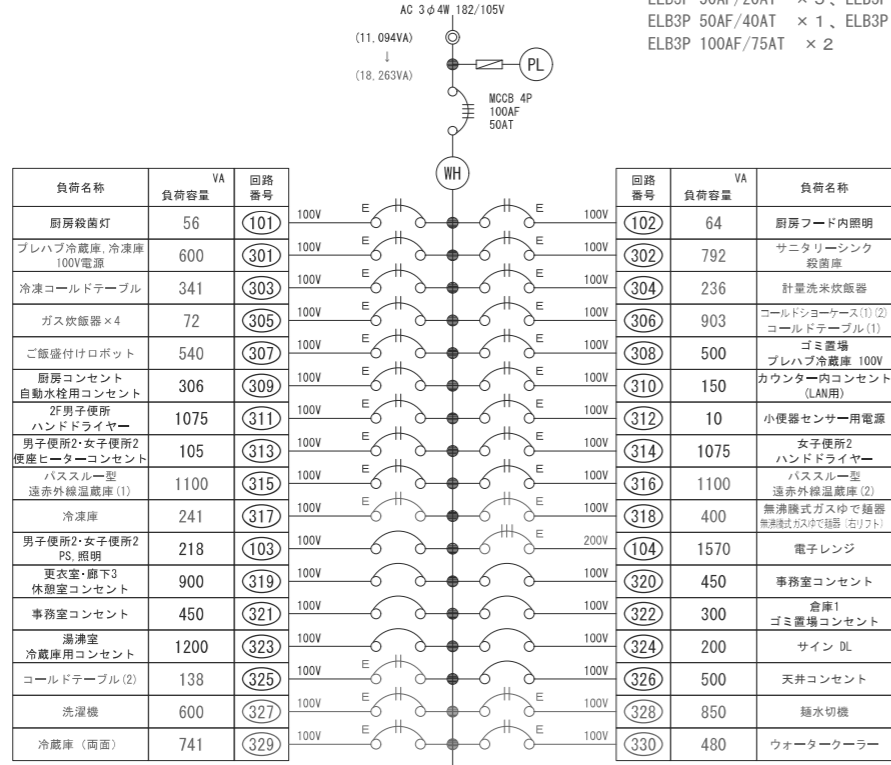 AC 3φ4W 182/105V
(11,094VA)
↓
(18,263VA)
PL
MCCB 4P
100AF
50AT
WH
ELB3P 50AF/40AT ×1、ELB3P
ELB3P 100AF/75AT ×2
負荷名称 VA 負荷容量 回路番号 回路番号 VA 負荷容量 負荷名称
厨房殺菌灯 56 101 100V E E 100V 102 64 厨房フード内照明
プレハブ冷蔵庫,冷凍庫 100V電源 600 301 100V E E 100V 302 792 サニタリーシンク 殺菌庫
冷凍コールドテーブル 341 303 100V E E 100V 304 236 計量洗米炊飯器
ガス炊飯器×4 72 305 100V E E 100V 306 903 コールドショーケース(1)(2) コールドテーブル(1)
ご飯盛付けロボット 540 307 100V E E 100V 308 500 ゴミ置場 プレハブ冷蔵庫 100V
厨房コンセント 自動水栓用コンセント 306 309 100V E E 100V 310 150 カウンター内コンセント (LAN用)
2F男子便所 ハンドドライヤー 1075 311 100V E E 100V 312 10 小便器センサー用電源
男子便所2・女子便所2 便座ヒーターコンセント 105 313 100V E E 100V 314 1075 女子便所2 ハンドドライヤー
パススルー型 遠赤外線温蔵庫(1) 1100 315 100V E E 100V 316 1100 パススルー型 遠赤外線温蔵庫(2)
冷凍庫 241 317 100V E E 100V 318 400 無沸騰式ガスゆで麺器 無沸騰式ガスゆで麺器(右リフト)
男子便所2・女子便所2 PS,照明 218 103 100V E 200V 104 1570 電子レンジ
更衣室・廊下3 休憩室コンセント 900 319 100V 100V 320 450 事務室コンセント
事務室コンセント 450 321 100V 100V 322 300 倉庫1 ゴミ置場コンセント
湯沸室 冷蔵庫用コンセント 1200 323 100V 100V 324 200 サイン DL
コールドテーブル(2) 138 325 100V E 100V 326 500 天井コンセント
洗濯機 600 327 100V E E 100V 328 850 麺水切機
冷蔵庫（両面） 741 329 100V E E 100V 330 480 ウォータークーラー